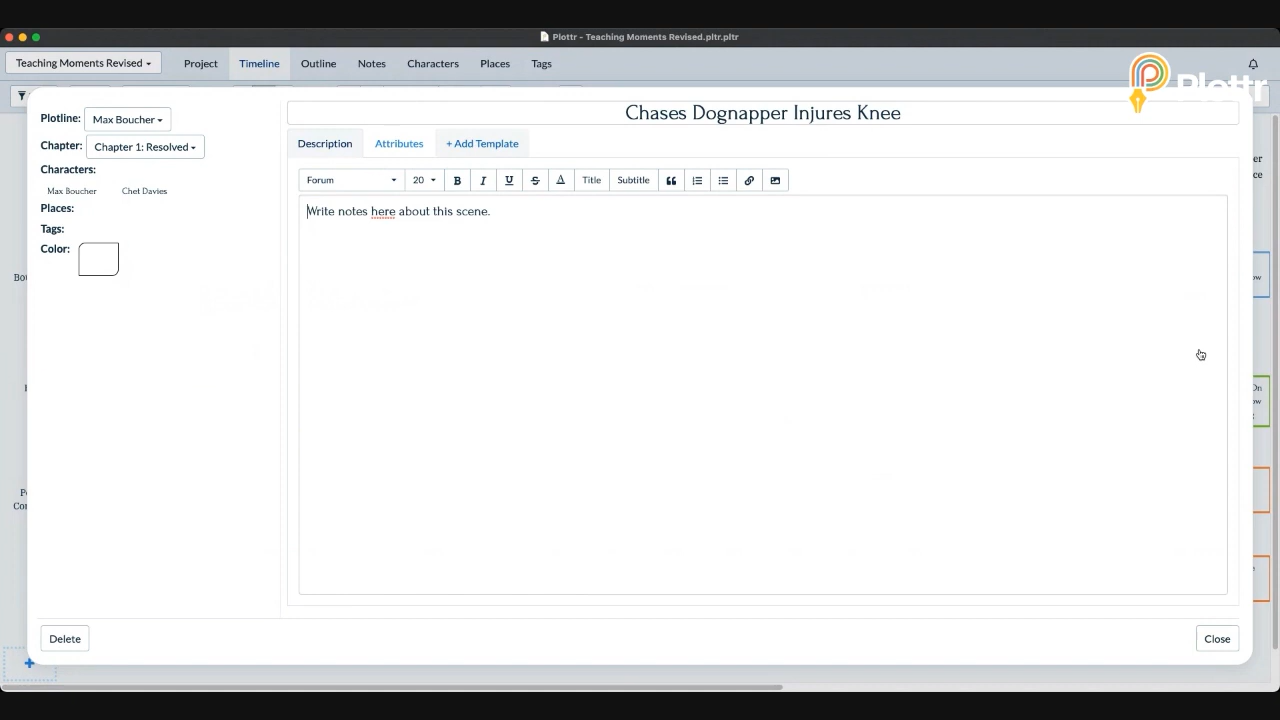 Plottr - Teaching Moments Revised.pltr.pltr
Teaching Moments Revised
Project
Timeline
Outline
Notes
Characters
Places
Tags
Plottr
Plotline:
Max Boucher
Chapter:
Chapter 1: Resolved
Characters:
Max Boucher
Chet Davies
Places:
Tags:
Color:
Chases Dognapper Injures Knee
Description
Attributes
+ Add Template
Forum
20
B
I
U
S
A
Title
Subtitle
Write notes here about this scene.
Delete
Close